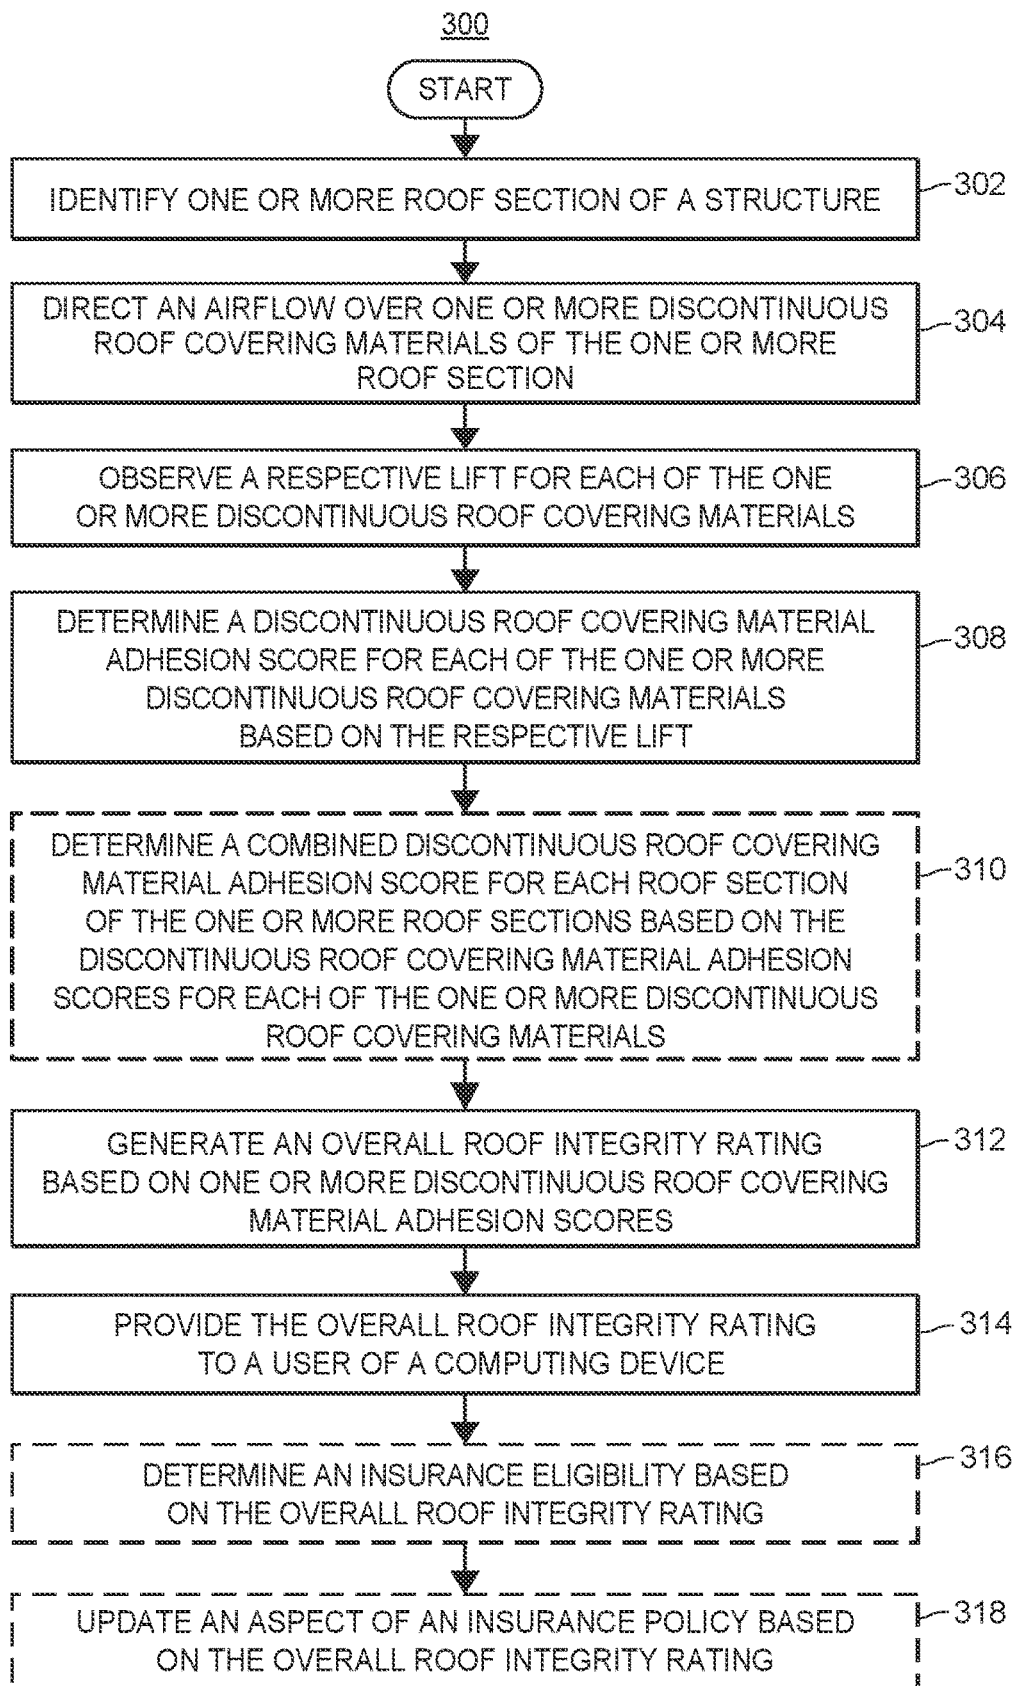 300
START
IDENTIFY ONE OR MORE ROOF SECTION OF A STRUCTURE
302
DIRECT AN AIRFLOW OVER ONE OR MORE DISCONTINUOUS
ROOF COVERING MATERIALS OF THE ONE OR MORE
ROOF SECTION
304
OBSERVE A RESPECTIVE LIFT FOR EACH OF THE ONE
OR MORE DISCONTINUOUS ROOF COVERING MATERIALS
306
DETERMINE A DISCONTINUOUS ROOF COVERING MATERIAL
ADHESION SCORE FOR EACH OF THE ONE OR MORE
DISCONTINUOUS ROOF COVERING MATERIALS
BASED ON THE RESPECTIVE LIFT
308
DETERMINE A COMBINED DISCONTINUOUS ROOF COVERING
MATERIAL ADHESION SCORE FOR EACH ROOF SECTION
OF THE ONE OR MORE ROOF SECTIONS BASED ON THE
DISCONTINUOUS ROOF COVERING MATERIAL ADHESION
SCORES FOR EACH OF THE ONE OR MORE DISCONTINUOUS
ROOF COVERING MATERIALS
310
GENERATE AN OVERALL ROOF INTEGRITY RATING
BASED ON ONE OR MORE DISCONTINUOUS ROOF COVERING
MATERIAL ADHESION SCORES
312
PROVIDE THE OVERALL ROOF INTEGRITY RATING
TO A USER OF A COMPUTING DEVICE
314
DETERMINE AN INSURANCE ELIGIBILITY BASED
ON THE OVERALL ROOF INTEGRITY RATING
316
UPDATE AN ASPECT OF AN INSURANCE POLICY BASED
ON THE OVERALL ROOF INTEGRITY RATING
318